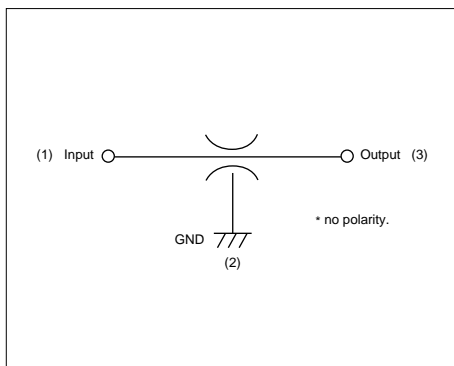 (1) Input Output (3)
* no polarity.
GND
(2)